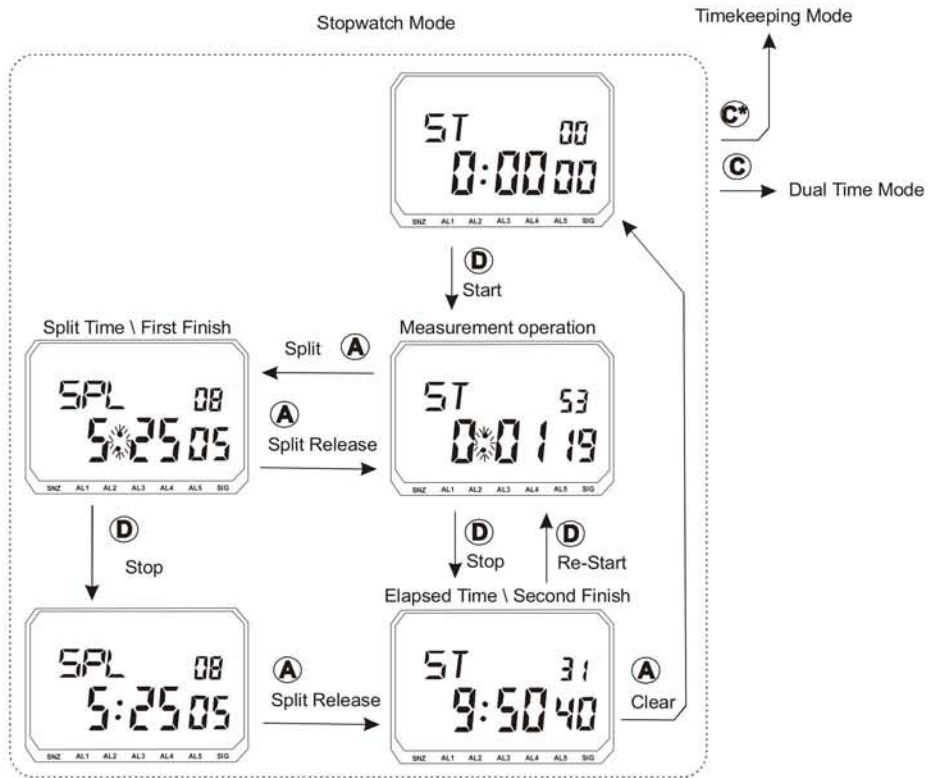 Stopwatch Mode
Timekeeping Mode
C*
C
Dual Time Mode
ST 00
0:00 00
SNZ AL1 AL2 AL3 AL4 AL5 SIG
D
Start
Split Time \ First Finish
Split A
Measurement operation
SPL 08
5:25 05
SNZ AL1 AL2 AL3 AL4 AL5 SIG
A
Split Release
ST 53
0:01 19
SNZ AL1 AL2 AL3 AL4 AL5 SIG
D
Stop
D
Stop
D
Re-Start
Elapsed Time \ Second Finish
SPL 08
5:25 05
SNZ AL1 AL2 AL3 AL4 AL5 SIG
A
Split Release
ST 31
9:50 40
SNZ AL1 AL2 AL3 AL4 AL5 SIG
A
Clear